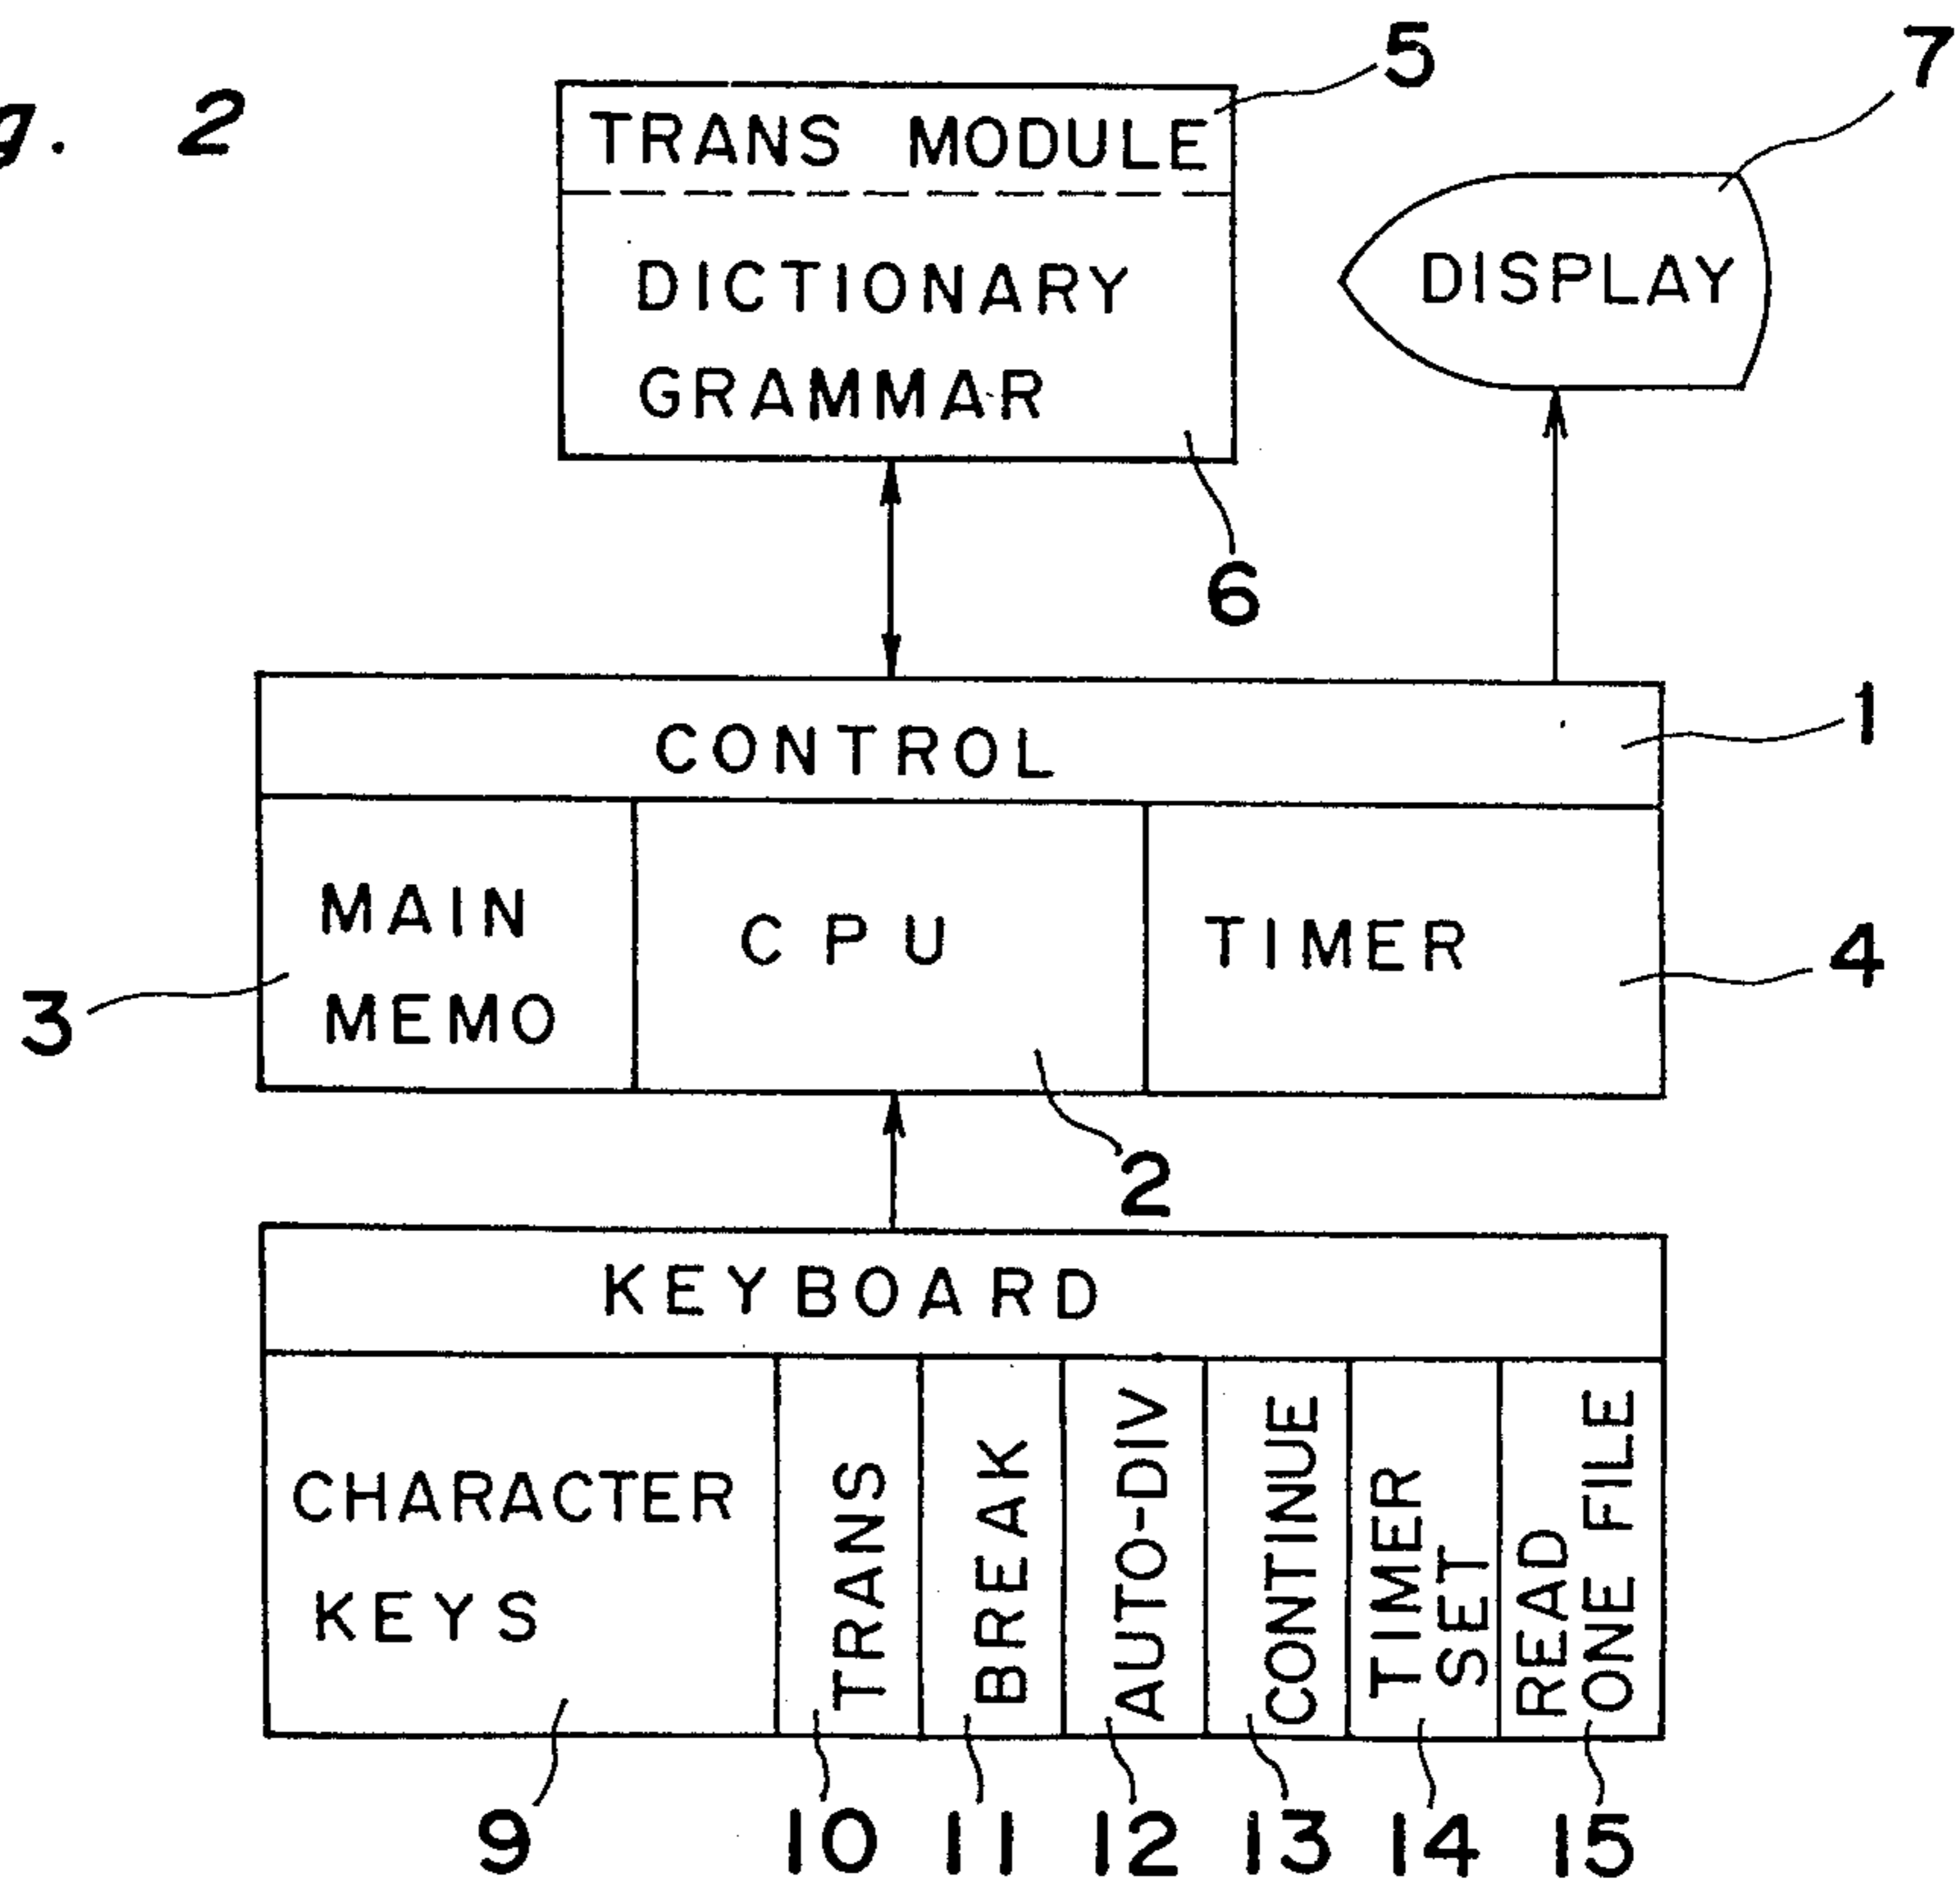 g. 2
5
7
TRANS MODULE
DICTIONARY
GRAMMAR
DISPLAY
6
CONTROL
1
MAIN
MEMO
CPU
TIMER
3
4
2
KEYBOARD
CHARACTER
KEYS
TRANS
BREAK
AUTO-DIV
CONTINUE
TIMER
SET
READ
ONE FILE
9
10
11
12
13
14
15